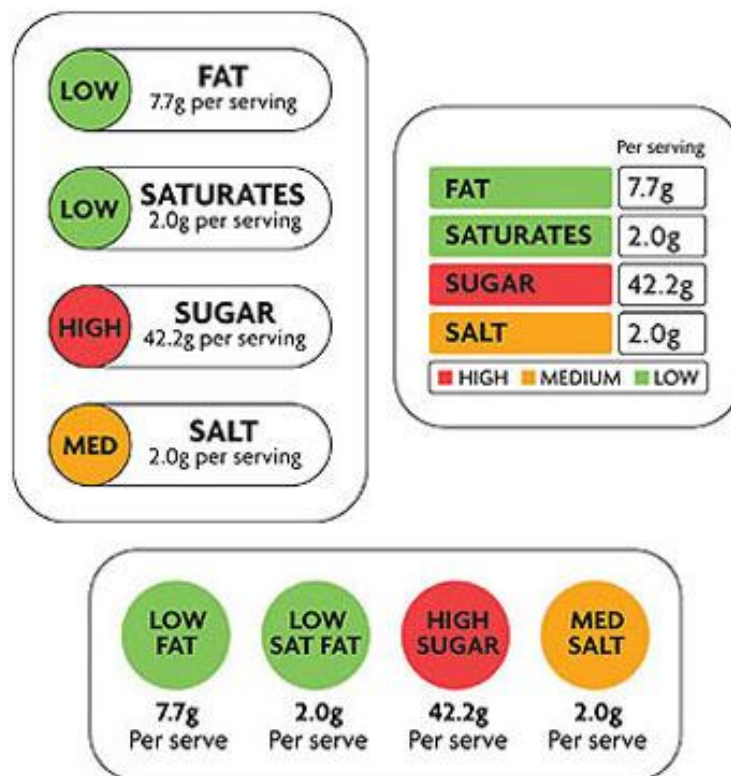 LOW
FAT
7.7g per serving
LOW
SATURATES
2.0g per serving
HIGH
SUGAR
42.2g per serving
MED
SALT
2.0g per serving
Per serving
FAT 7.7g
SATURATES 2.0g
SUGAR 42.2g
SALT 2.0g
HIGH MEDIUM LOW
LOW FAT
7.7g
Per serve
LOW SAT FAT
2.0g
Per serve
HIGH SUGAR
42.2g
Per serve
MED SALT
2.0g
Per serve